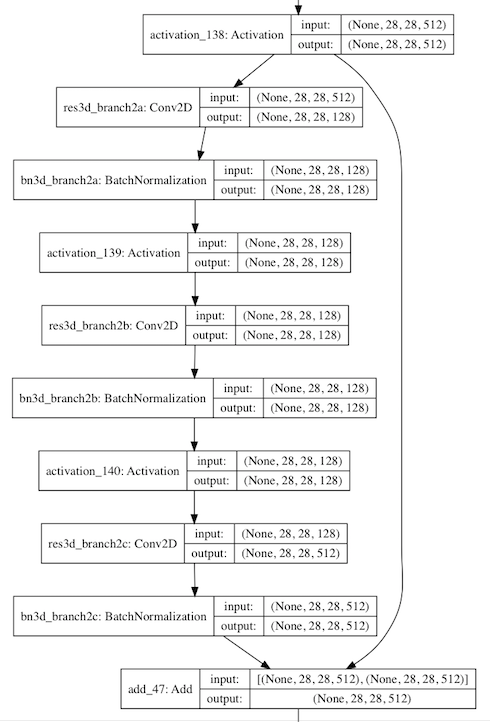 activation_138: Activation
input: (None, 28, 28, 512)
output: (None, 28, 28, 512)
res3d_branch2a: Conv2D
input: (None, 28, 28, 512)
output: (None, 28, 28, 128)
bn3d_branch2a: BatchNormalization
input: (None, 28, 28, 128)
output: (None, 28, 28, 128)
activation_139: Activation
input: (None, 28, 28, 128)
output: (None, 28, 28, 128)
res3d_branch2b: Conv2D
input: (None, 28, 28, 128)
output: (None, 28, 28, 128)
bn3d_branch2b: BatchNormalization
input: (None, 28, 28, 128)
output: (None, 28, 28, 128)
activation_140: Activation
input: (None, 28, 28, 128)
output: (None, 28, 28, 128)
res3d_branch2c: Conv2D
input: (None, 28, 28, 128)
output: (None, 28, 28, 512)
bn3d_branch2c: BatchNormalization
input: (None, 28, 28, 512)
output: (None, 28, 28, 512)
add_47: Add
input: [(None, 28, 28, 512), (None, 28, 28, 512)]
output: (None, 28, 28, 512)